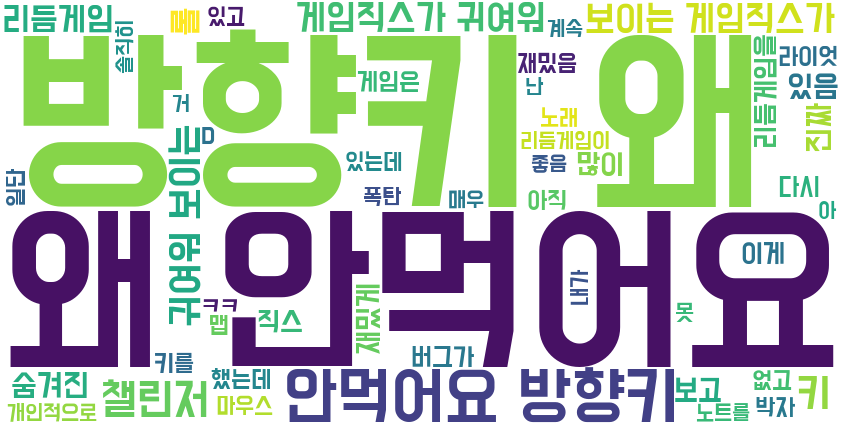 리듬게임
를
있고
게임직스가 귀여워
계속
보이는 게임직스가
솔직히
방향키 왜
재밌음
라이엇
리듬게임을
게임은
난
있음
거
노래
진짜
리듬게임이
D
귀여워 보이는
있는데
좋음
많이
일단
폭탄
매우
아직
다시
아
왜 안먹어요
이게
내가
ㅋㅋ
맵
직스
재밌게
못
버그가
키를
숨겨진
챌린저
했는데
안먹어요 방향키
보고
없고
키
개인적으로
마우스
노트를
박자